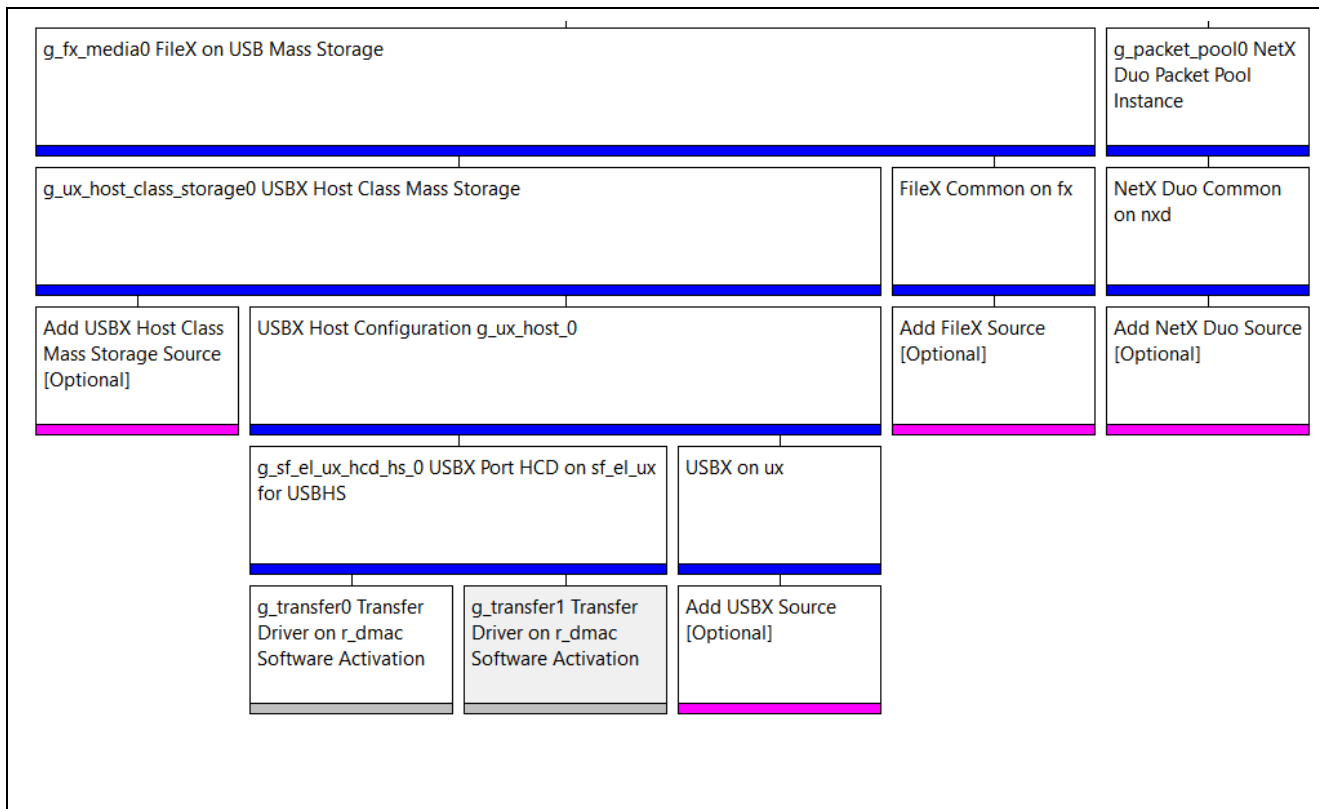 g_fx_media0 FileX on USB Mass Storage
g_packet_pool0 NetX
Duo Packet Pool
Instance
g_ux_host_class_storage0 USBX Host Class Mass Storage
FileX Common on fx
NetX Duo Common
on nxd
Add USBX Host Class
Mass Storage Source
[Optional]
USBX Host Configuration g_ux_host_0
Add FileX Source
[Optional]
Add NetX Duo Source
[Optional]
g_sf_el_ux_hcd_hs_0 USBX Port HCD on sf_el_ux
for USBHS
USBX on ux
g_transfer0 Transfer
Driver on r_dmac
Software Activation
g_transfer1 Transfer
Driver on r_dmac
Software Activation
Add USBX Source
[Optional]